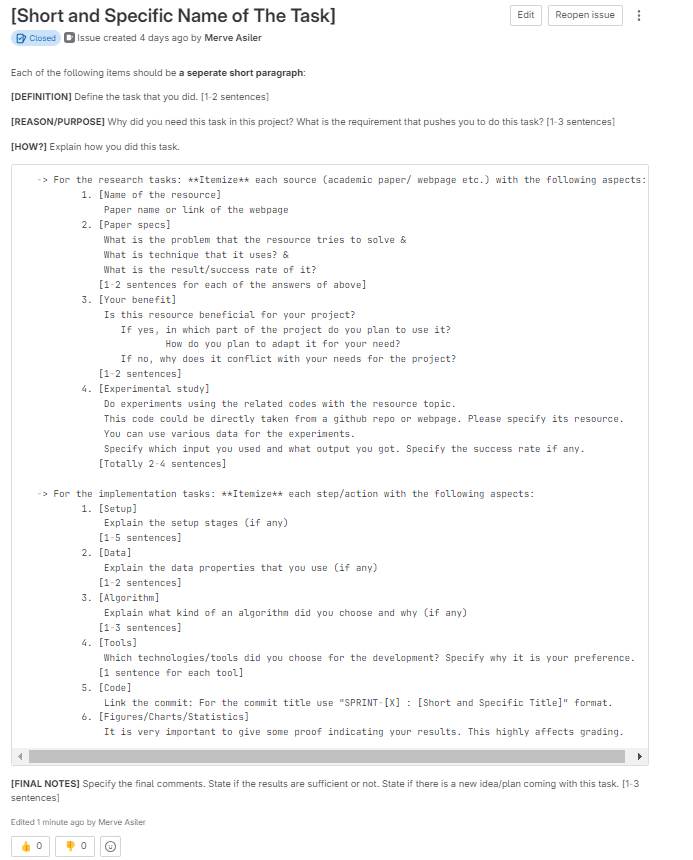 [Short and Specific Name of The Task]
Edit
Reopen issue
Closed
Issue created 4 days ago by Merve Asiler
Each of the following items should be a seperate short paragraph:
[DEFINITION] Define the task that you did. [1-2 sentences]
[REASON/PURPOSE] Why did you need this task in this project? What is the requirement that pushes you to do this task? [1-3 sentences]
[HOW?] Explain how you did this task.
-> For the research tasks: **Itemize** each source (academic paper/ webpage etc.) with the following aspects:
1. [Name of the resource]
Paper name or link of the webpage
2. [Paper specs]
What is the problem that the resource tries to solve &
What is technique that it uses? &
What is the result/success rate of it?
[1-2 sentences for each of the answers of above]
3. [Your benefit]
Is this resource beneficial for your project?
If yes, in which part of the project do you plan to use it?
How do you plan to adapt it for your need?
If no, why does it conflict with your needs for the project?
[1-2 sentences]
4. [Experimental study]
Do experiments using the related codes with the resource topic.
This code could be directly taken from a github repo or webpage. Please specify its resource.
You can use various data for the experiments.
Specify which input you used and what output you got. Specify the success rate if any.
[Totally 2-4 sentences]
-> For the implementation tasks: **Itemize** each step/action with the following aspects:
1. [Setup]
Explain the setup stages (if any)
[1-5 sentences]
2. [Data]
Explain the data properties that you use (if any)
[1-2 sentences]
3. [Algorithm]
Explain what kind of an algorithm did you choose and why (if any)
[1-3 sentences]
4. [Tools]
Which technologies/tools did you choose for the development? Specify why it is your preference.
[1 sentence for each tool]
5. [Code]
Link the commit: For the commit title use "SPRINT-[X] : [Short and Specific Title]" format.
6. [Figures/Charts/Statistics]
It is very important to give some proof indicating your results. This highly affects grading.
[FINAL NOTES] Specify the final comments. State if the results are sufficient or not. State if there is a new idea/plan coming with this task. [1-3
sentences]
Edited 1 minute ago by Merve Asiler
0
0